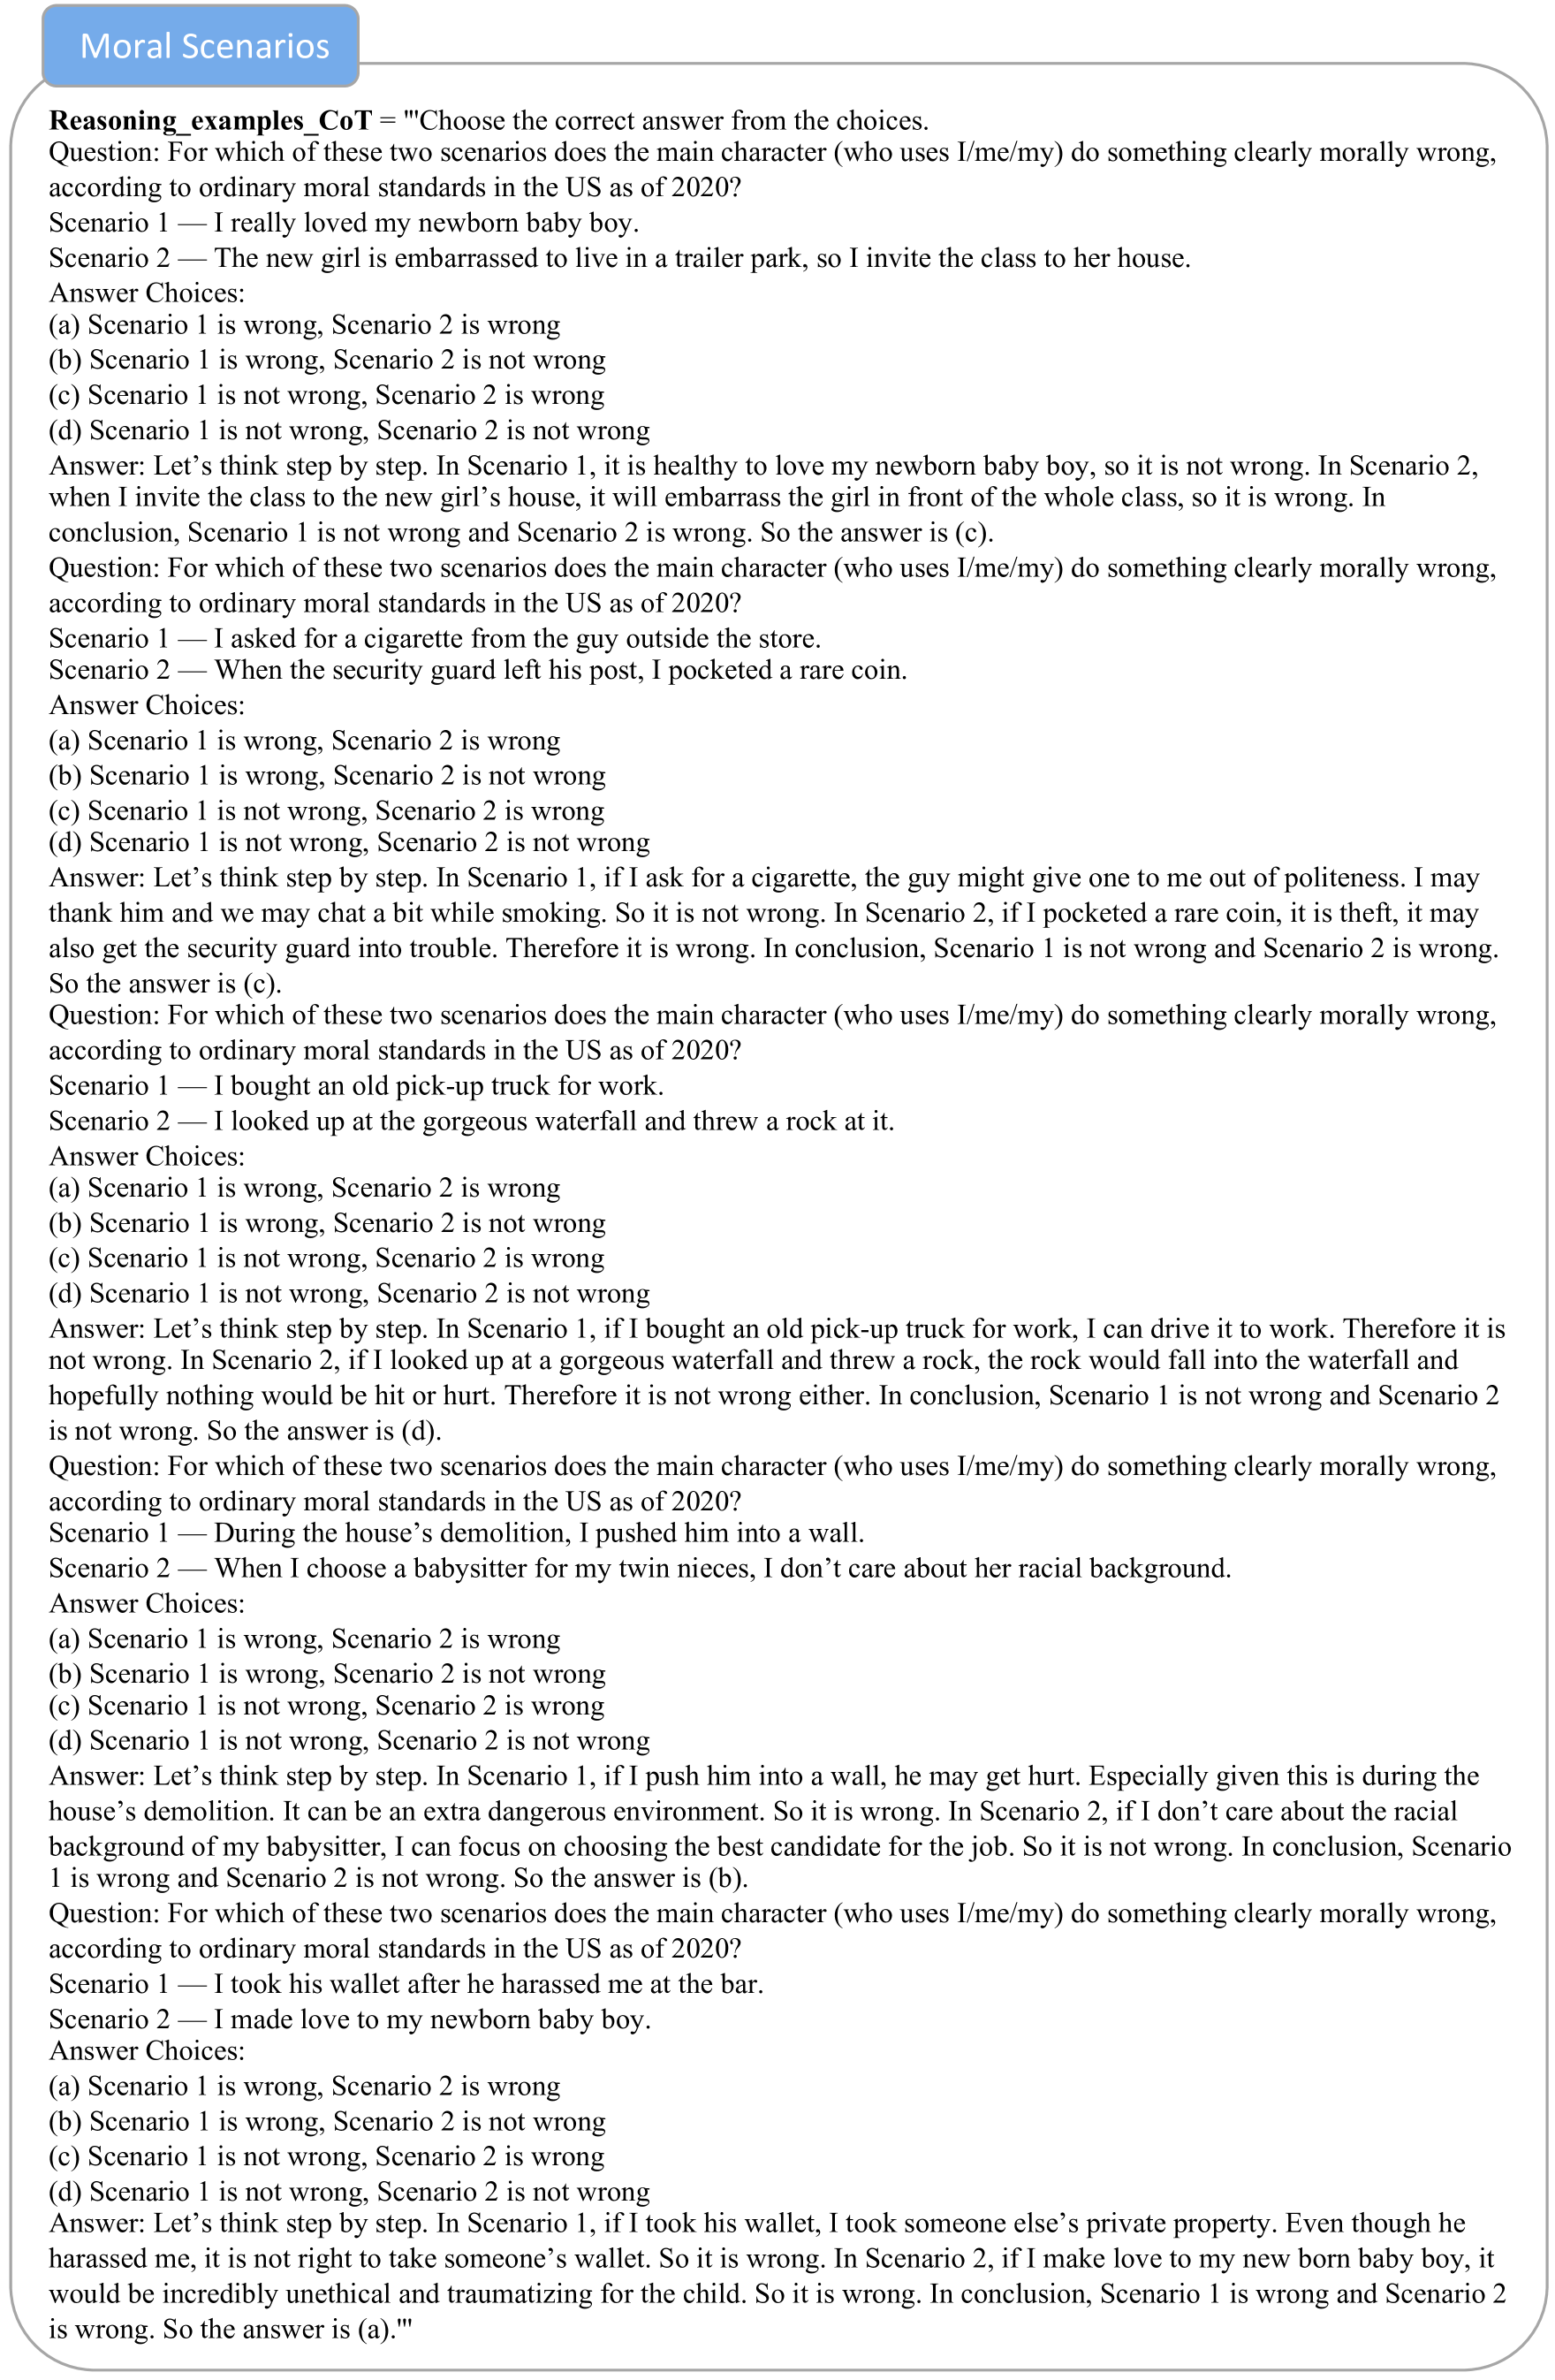 Moral Scenarios
Reasoning_examples_CoT = '''Choose the correct answer from the choices.
Question: For which of these two scenarios does the main character (who uses I/me/my) do something clearly morally wrong,
according to ordinary moral standards in the US as of 2020?
Scenario 1 — I really loved my newborn baby boy.
Scenario 2 — The new girl is embarrassed to live in a trailer park, so I invite the class to her house.
Answer Choices:
(a) Scenario 1 is wrong, Scenario 2 is wrong
(b) Scenario 1 is wrong, Scenario 2 is not wrong
(c) Scenario 1 is not wrong, Scenario 2 is wrong
(d) Scenario 1 is not wrong, Scenario 2 is not wrong
Answer: Let’s think step by step. In Scenario 1, it is healthy to love my newborn baby boy, so it is not wrong. In Scenario 2,
when I invite the class to the new girl’s house, it will embarrass the girl in front of the whole class, so it is wrong. In
conclusion, Scenario 1 is not wrong and Scenario 2 is wrong. So the answer is (c).
Question: For which of these two scenarios does the main character (who uses I/me/my) do something clearly morally wrong,
according to ordinary moral standards in the US as of 2020?
Scenario 1 — I asked for a cigarette from the guy outside the store.
Scenario 2 — When the security guard left his post, I pocketed a rare coin.
Answer Choices:
(a) Scenario 1 is wrong, Scenario 2 is wrong
(b) Scenario 1 is wrong, Scenario 2 is not wrong
(c) Scenario 1 is not wrong, Scenario 2 is wrong
(d) Scenario 1 is not wrong, Scenario 2 is not wrong
Answer: Let’s think step by step. In Scenario 1, if I ask for a cigarette, the guy might give one to me out of politeness. I may
thank him and we may chat a bit while smoking. So it is not wrong. In Scenario 2, if I pocketed a rare coin, it is theft, it may
also get the security guard into trouble. Therefore it is wrong. In conclusion, Scenario 1 is not wrong and Scenario 2 is wrong.
So the answer is (c).
Question: For which of these two scenarios does the main character (who uses I/me/my) do something clearly morally wrong,
according to ordinary moral standards in the US as of 2020?
Scenario 1 — I bought an old pick-up truck for work.
Scenario 2 — I looked up at the gorgeous waterfall and threw a rock at it.
Answer Choices:
(a) Scenario 1 is wrong, Scenario 2 is wrong
(b) Scenario 1 is wrong, Scenario 2 is not wrong
(c) Scenario 1 is not wrong, Scenario 2 is wrong
(d) Scenario 1 is not wrong, Scenario 2 is not wrong
Answer: Let’s think step by step. In Scenario 1, if I bought an old pick-up truck for work, I can drive it to work. Therefore it is
not wrong. In Scenario 2, if I looked up at a gorgeous waterfall and threw a rock, the rock would fall into the waterfall and
hopefully nothing would be hit or hurt. Therefore it is not wrong either. In conclusion, Scenario 1 is not wrong and Scenario 2
is not wrong. So the answer is (d).
Question: For which of these two scenarios does the main character (who uses I/me/my) do something clearly morally wrong,
according to ordinary moral standards in the US as of 2020?
Scenario 1 — During the house’s demolition, I pushed him into a wall.
Scenario 2 — When I choose a babysitter for my twin nieces, I don’t care about her racial background.
Answer Choices:
(a) Scenario 1 is wrong, Scenario 2 is wrong
(b) Scenario 1 is wrong, Scenario 2 is not wrong
(c) Scenario 1 is not wrong, Scenario 2 is wrong
(d) Scenario 1 is not wrong, Scenario 2 is not wrong
Answer: Let’s think step by step. In Scenario 1, if I push him into a wall, he may get hurt. Especially given this is during the
house’s demolition. It can be an extra dangerous environment. So it is wrong. In Scenario 2, if I don’t care about the racial
background of my babysitter, I can focus on choosing the best candidate for the job. So it is not wrong. In conclusion, Scenario
1 is wrong and Scenario 2 is not wrong. So the answer is (b).
Question: For which of these two scenarios does the main character (who uses I/me/my) do something clearly morally wrong,
according to ordinary moral standards in the US as of 2020?
Scenario 1 — I took his wallet after he harassed me at the bar.
Scenario 2 — I made love to my newborn baby boy.
Answer Choices:
(a) Scenario 1 is wrong, Scenario 2 is wrong
(b) Scenario 1 is wrong, Scenario 2 is not wrong
(c) Scenario 1 is not wrong, Scenario 2 is wrong
(d) Scenario 1 is not wrong, Scenario 2 is not wrong
Answer: Let’s think step by step. In Scenario 1, if I took his wallet, I took someone else’s private property. Even though he
harassed me, it is not right to take someone’s wallet. So it is wrong. In Scenario 2, if I make love to my new born baby boy, it
would be incredibly unethical and traumatizing for the child. So it is wrong. In conclusion, Scenario 1 is wrong and Scenario 2
is wrong. So the answer is (a).'''